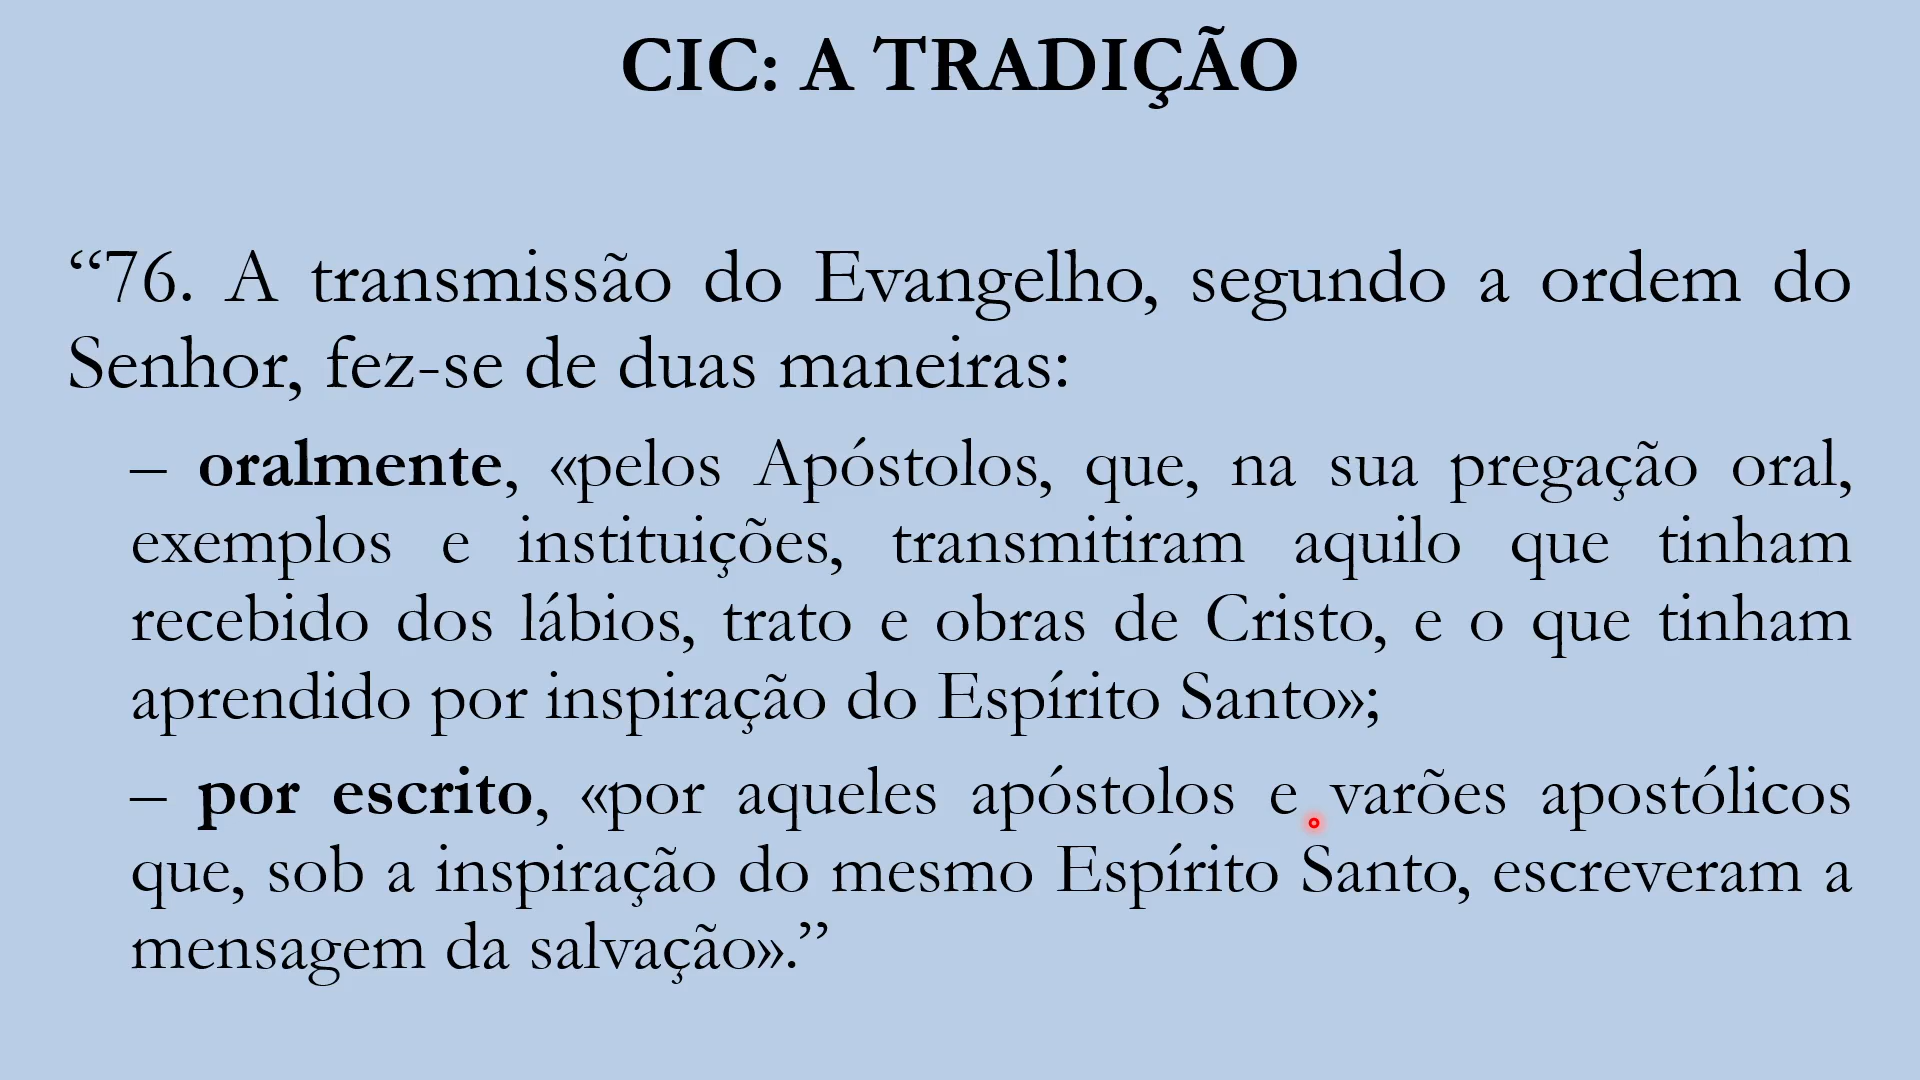 CIC: A TRADIÇÃO
“76. A transmissão do Evangelho, segundo a ordem do
Senhor, fez-se de duas maneiras:
– oralmente, «pelos Apóstolos, que, na sua pregação oral,
exemplos e instituições, transmitiram aquilo que tinham
recebido dos lábios, trato e obras de Cristo, e o que tinham
aprendido por inspiração do Espírito Santo»;
– por escrito, «por aqueles apóstolos e varões apostólicos
que, sob a inspiração do mesmo Espírito Santo, escreveram a
mensagem da salvação».”